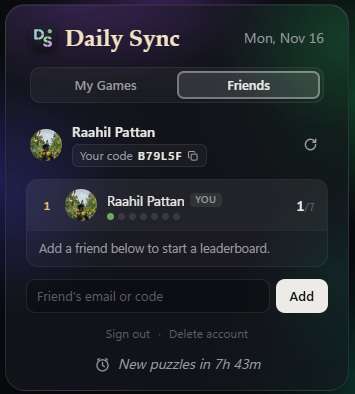 DS Daily Sync
Mon, Nov 16
My Games
Friends
Raahil Pattan
Your code B79L5F
1
Raahil Pattan YOU
1/7
Add a friend below to start a leaderboard.
Friend's email or code
Add
Sign out · Delete account
New puzzles in 7h 43m